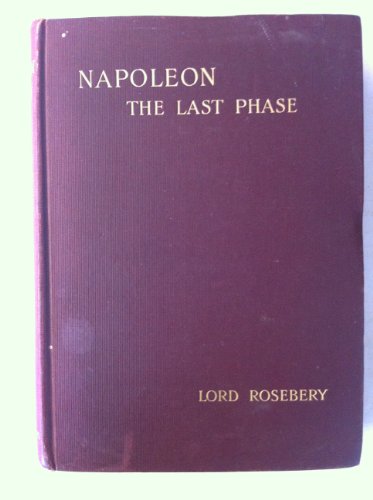 NAPOLEON
THE LAST PHASE
LORD ROSEBERY